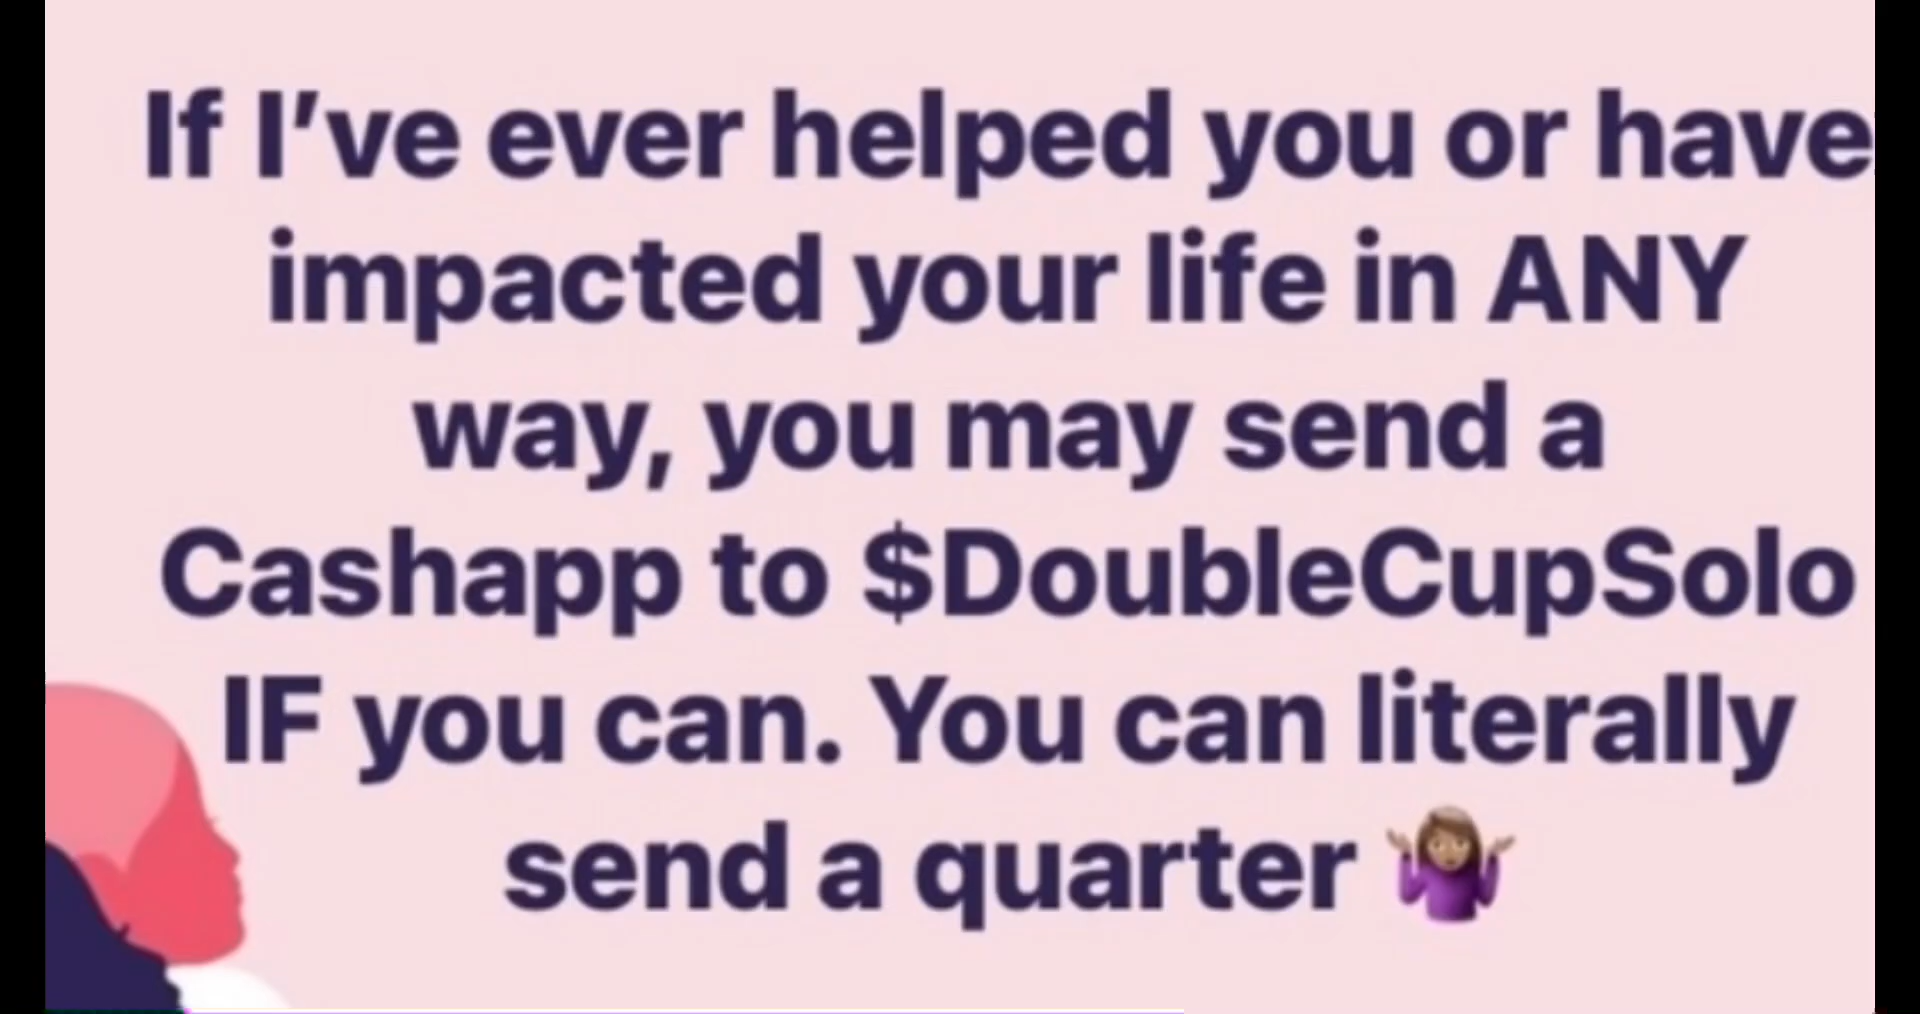 If I’ve ever helped you or have
impacted your life in ANY
way, you may send a
Cashapp to $DoubleCupSolo
IF you can. You can literally
send a quarter 🤷🏽‍♀️